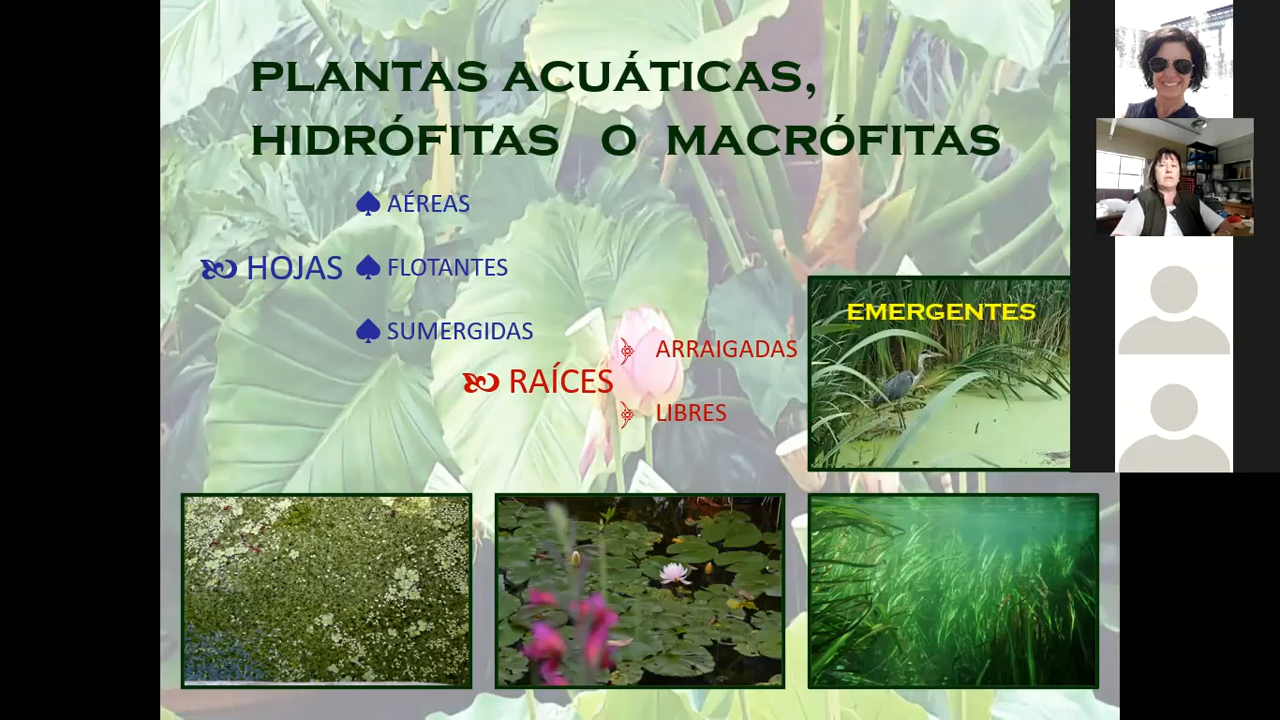 PLANTAS ACUÁTICAS,
HIDRÓFITAS O MACRÓFITAS
AÉREAS
HOJAS
FLOTANTES
SUMERGIDAS
ARRAIGADAS
RAÍCES
LIBRES
EMERGENTES